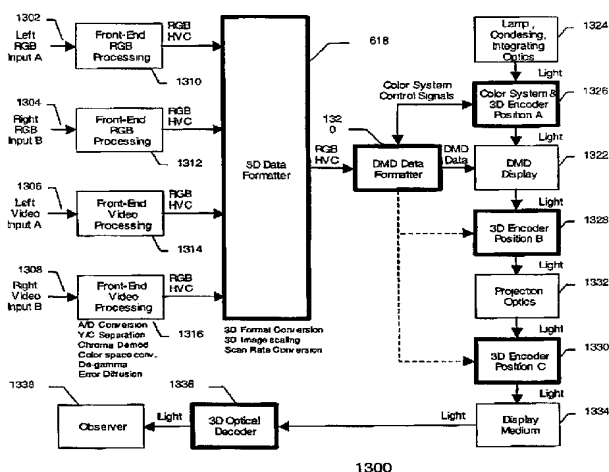 1302
Left
RGB
Input A
Front-End
RGB
Processing
1310
RGB
HVC
1304
Right
RGB
Input B
Front-End
RGB
Processing
1312
RGB
HVC
1306
Left
Video
Input A
Front-End
Video
Processing
1314
RGB
HVC
1308
Right
Video
Input B
Front-End
Video
Processing
1316
RGB
HVC
A/D Conversion
Y/C Separation
Chroma Demod
Color space conv.
De-gamma
Error Diffusion
SD Data
Formatter
618
3D Format Conversion
3D Image scaling
Scan Rate Conversion
RGB
HVC
Color System
Control Signals
132
0
DMD Data
Formatter
DMD
Data
Lamp,
Condesing,
Integrating
Optics
1324
Light
Color System &
3D Encoder
Position A
1326
Light
DMD
Display
1322
Light
3D Encoder
Position B
1328
Light
Projection
Optics
1332
Light
3D Encoder
Position C
1330
Light
Display
Medium
1334
Light
3D Optical
Decoder
1336
Light
Observer
1338
1300